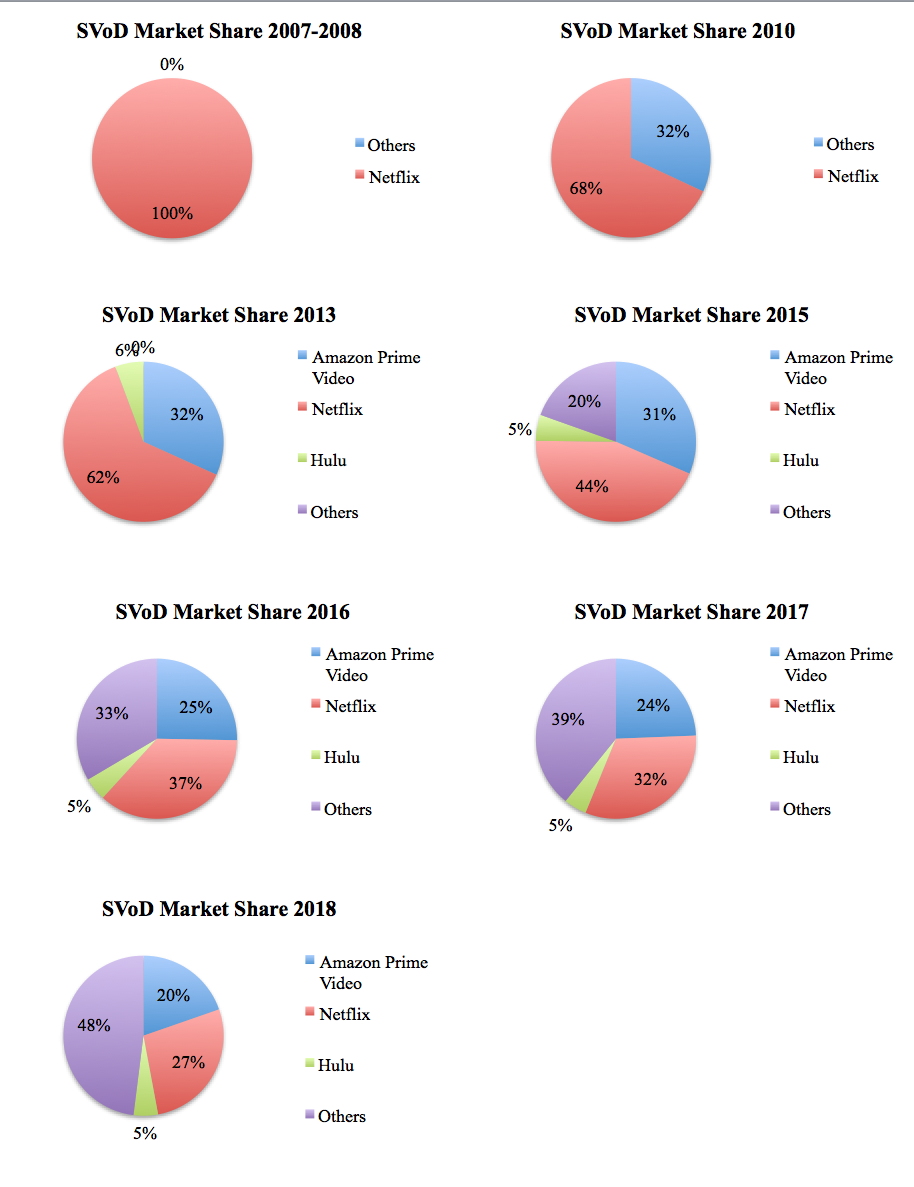 SVoD Market Share 2007-2008
0%
100%
Others
Netflix
SVoD Market Share 2010
32%
68%
Others
Netflix
SVoD Market Share 2013
6%
0%
32%
62%
Amazon Prime
Video
Netflix
Hulu
Others
SVoD Market Share 2015
20%
31%
5%
44%
Amazon Prime
Video
Netflix
Hulu
Others
SVoD Market Share 2016
33%
25%
37%
5%
Amazon Prime
Video
Netflix
Hulu
Others
SVoD Market Share 2017
39%
24%
32%
5%
Amazon Prime
Video
Netflix
Hulu
Others
SVoD Market Share 2018
20%
48%
27%
5%
Amazon Prime
Video
Netflix
Hulu
Others